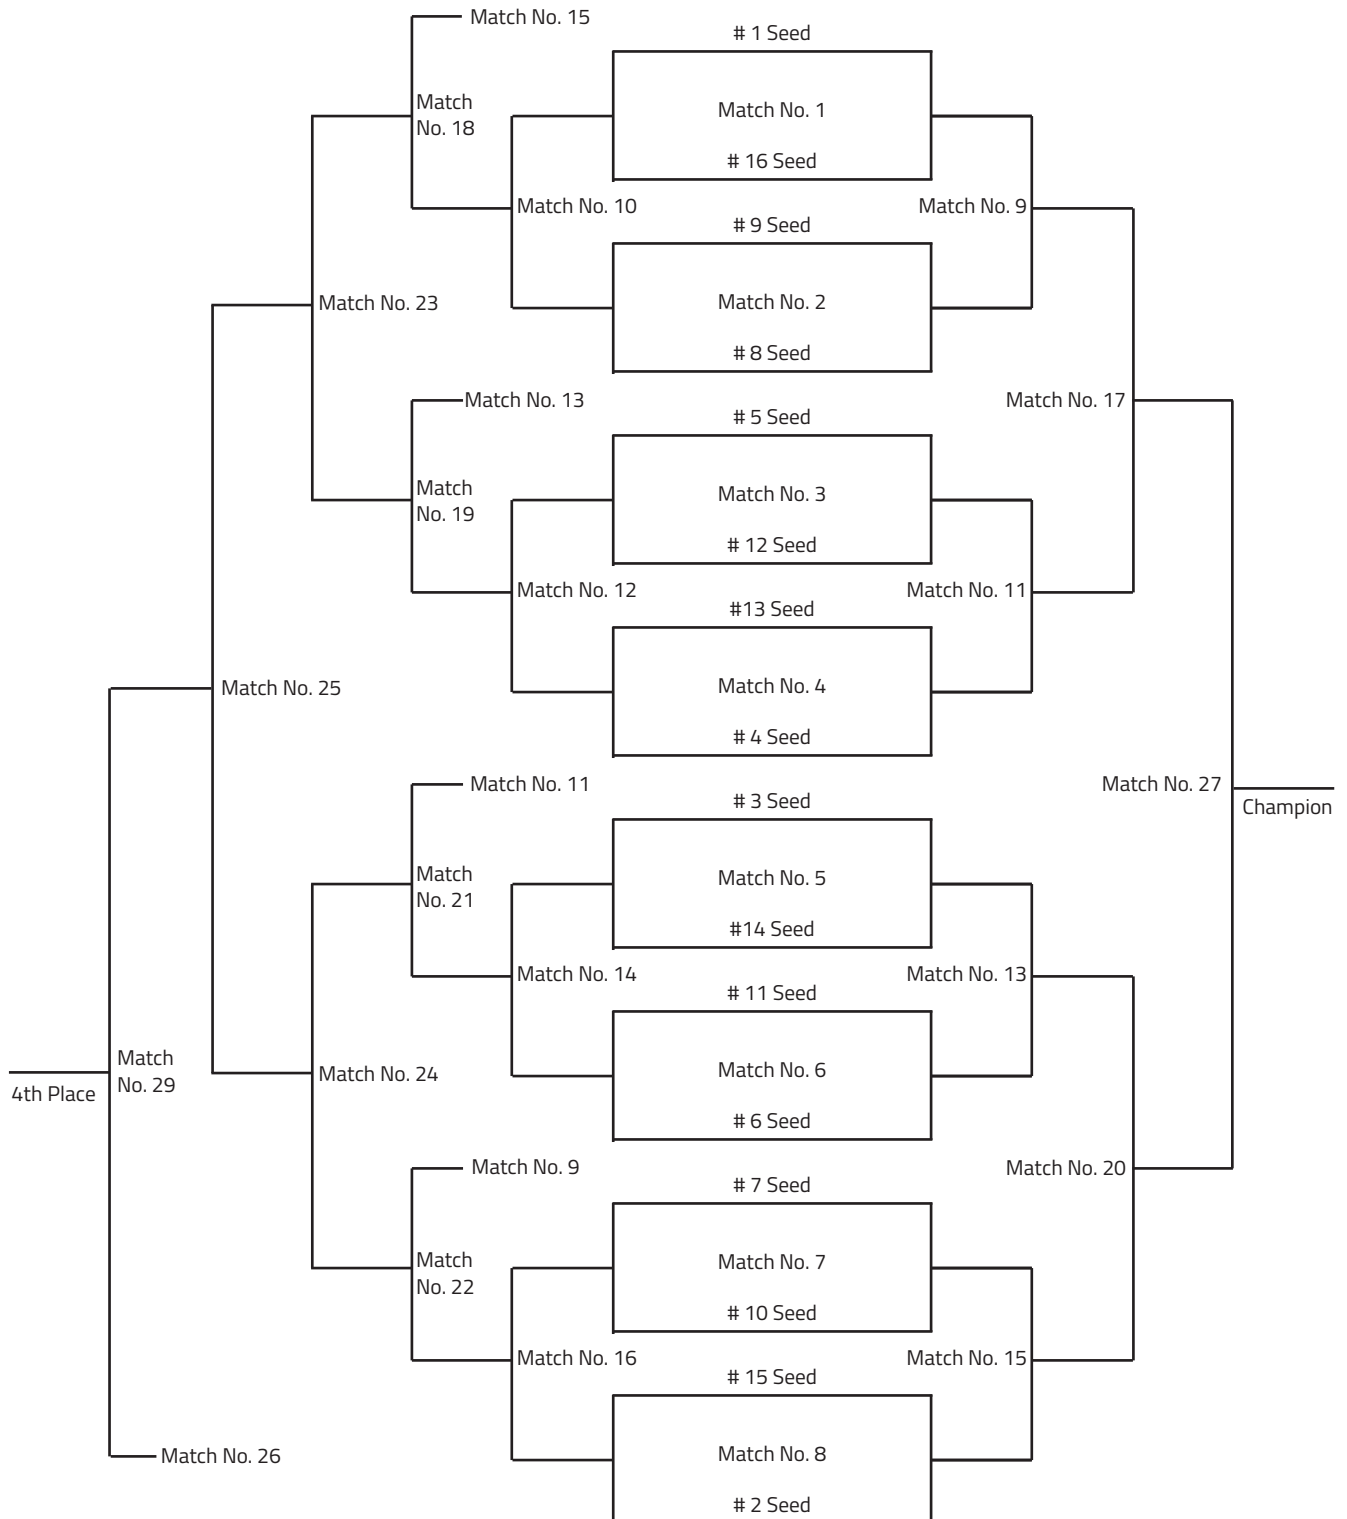 Match No. 15
# 1 Seed
Match
No. 18
Match No. 1
# 16 Seed
Match No. 10
Match No. 9
# 9 Seed
Match No. 23
Match No. 2
# 8 Seed
Match No. 13
Match No. 17
# 5 Seed
Match
No. 19
Match No. 3
# 12 Seed
Match No. 12
Match No. 11
#13 Seed
Match No. 25
Match No. 4
# 4 Seed
Match No. 11
# 3 Seed
Match No. 27
Champion
Match
No. 21
Match No. 5
#14 Seed
Match No. 14
Match No. 13
# 11 Seed
Match
No. 29
4th Place
Match No. 24
Match No. 6
# 6 Seed
Match No. 9
Match No. 20
# 7 Seed
Match
No. 22
Match No. 7
# 10 Seed
Match No. 16
Match No. 15
# 15 Seed
Match No. 26
Match No. 8
# 2 Seed